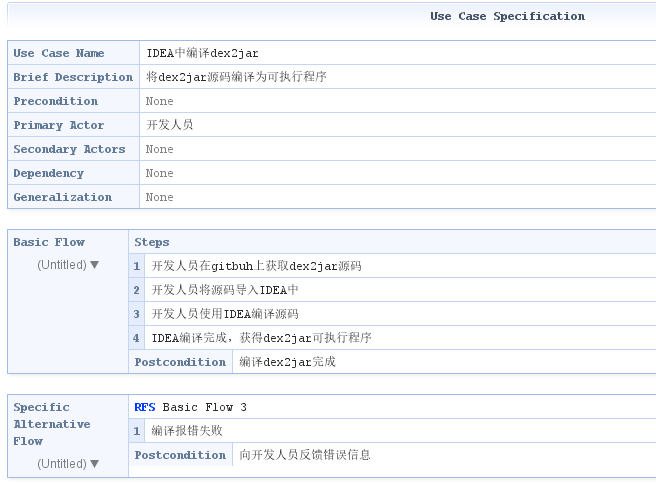 Use Case Specification
Use Case Name IDEA中编译dex2jar
Brief Description 将dex2jar源码编译为可执行程序
Precondition None
Primary Actor 开发人员
Secondary Actors None
Dependency None
Generalization None
Basic Flow Steps
(Untitled) ▼
1 开发人员在gitbuh上获取dex2jar源码
2 开发人员将源码导入IDEA中
3 开发人员使用IDEA编译源码
4 IDEA编译完成，获得dex2jar可执行程序
Postcondition 编译dex2jar完成
Specific Alternative Flow
(Untitled) ▼
RFS Basic Flow 3
1 编译报错失败
Postcondition 向开发人员反馈错误信息